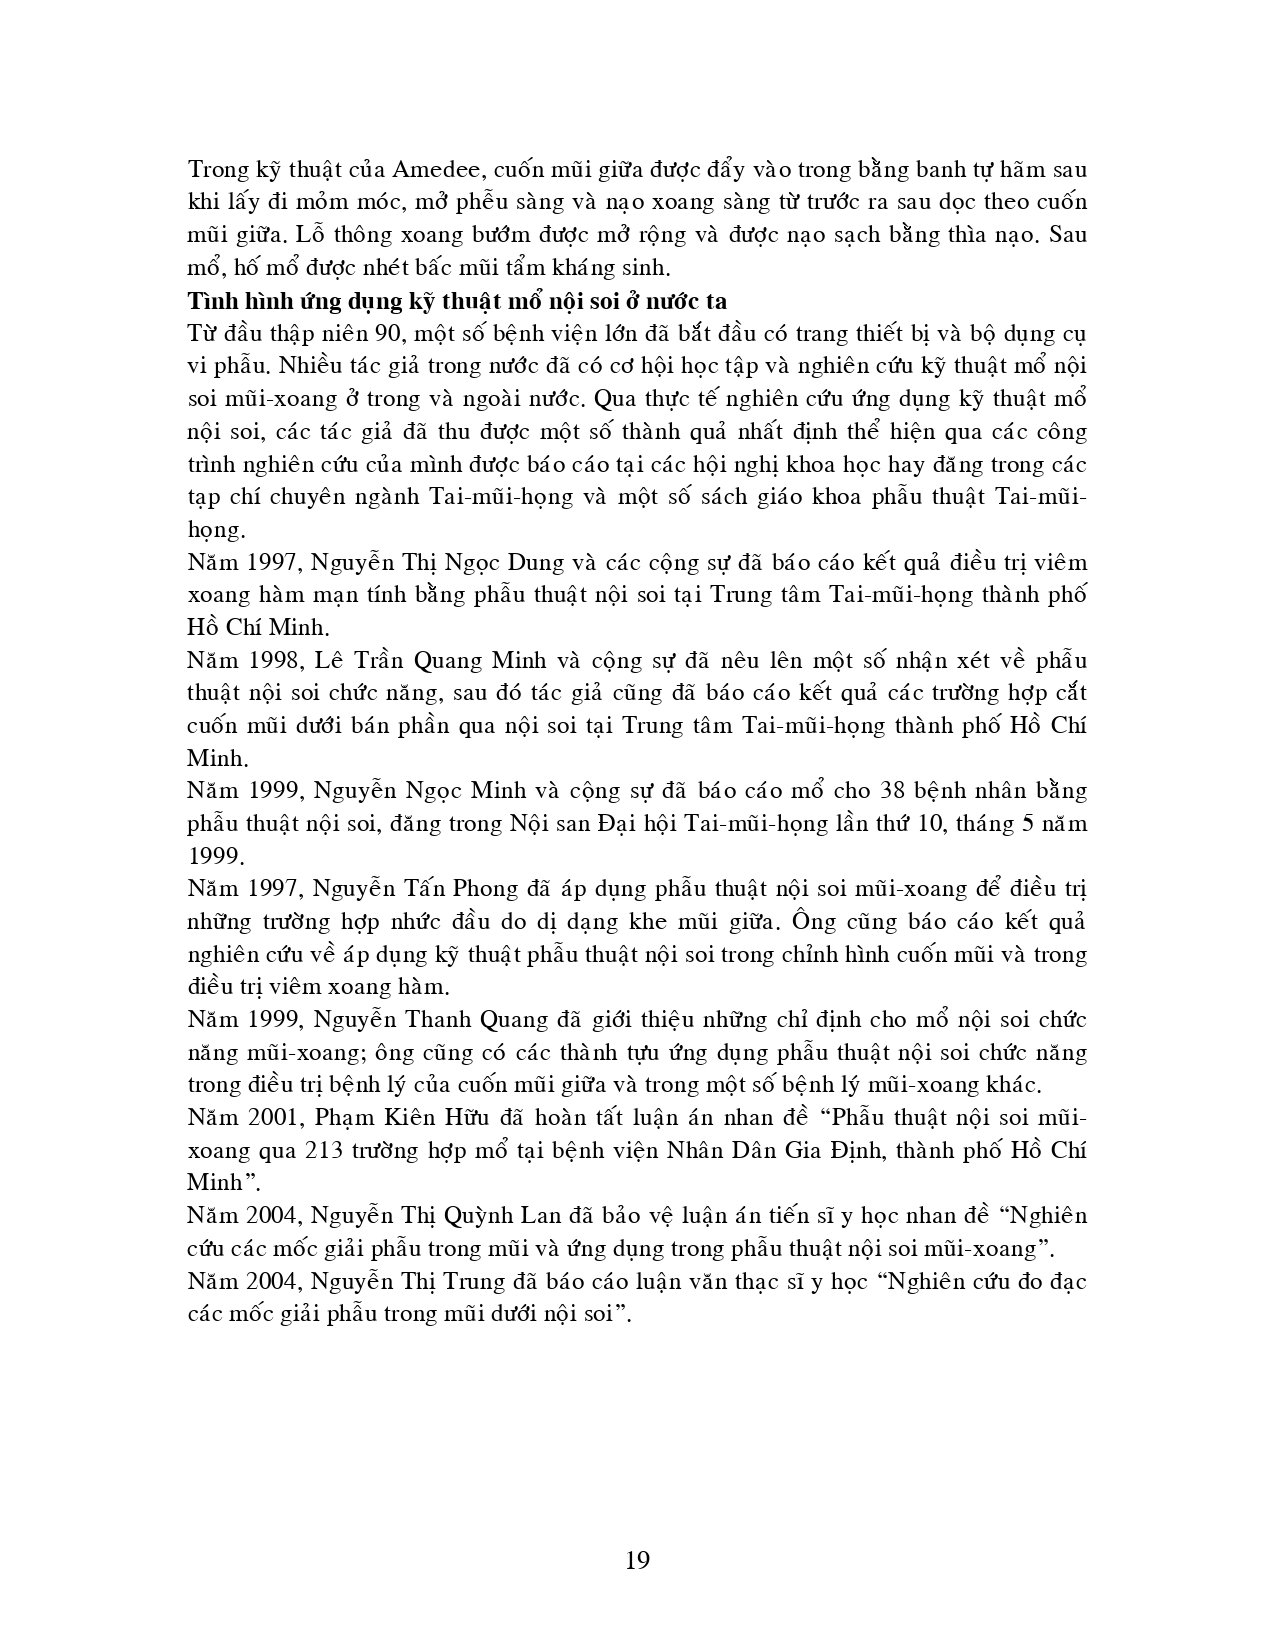 Trong kỹ thuật của Amedee, cuốn mũi giữa được đẩy vào trong bằng banh tự hãm sau
khi lấy đi mỏm móc, mở phễu sàng và nạo xoang sàng từ trước ra sau dọc theo cuốn
mũi giữa. Lỗ thông xoang bướm được mở rộng và được nạo sạch bằng thìa nạo. Sau
mổ, hố mổ được nhét bấc mũi tẩm kháng sinh.
Tình hình ứng dụng kỹ thuật mổ nội soi ở nước ta
Từ đầu thập niên 90, một số bệnh viện lớn đã bắt đầu có trang thiết bị và bộ dụng cụ
vi phẫu. Nhiều tác giả trong nước đã có cơ hội học tập và nghiên cứu kỹ thuật mổ nội
soi mũi-xoang ở trong và ngoài nước. Qua thực tế nghiên cứu ứng dụng kỹ thuật mổ
nội soi, các tác giả đã thu được một số thành quả nhất định thể hiện qua các công
trình nghiên cứu của mình được báo cáo tại các hội nghị khoa học hay đăng trong các
tạp chí chuyên ngành Tai-mũi-họng và một số sách giáo khoa phẫu thuật Tai-mũi-
họng.
Năm 1997, Nguyễn Thị Ngọc Dung và các cộng sự đã báo cáo kết quả điều trị viêm
xoang hàm mạn tính bằng phẫu thuật nội soi tại Trung tâm Tai-mũi-họng thành phố
Hồ Chí Minh.
Năm 1998, Lê Trần Quang Minh và cộng sự đã nêu lên một số nhận xét về phẫu
thuật nội soi chức năng, sau đó tác giả cũng đã báo cáo kết quả các trường hợp cắt
cuốn mũi dưới bán phần qua nội soi tại Trung tâm Tai-mũi-họng thành phố Hồ Chí
Minh.
Năm 1999, Nguyễn Ngọc Minh và cộng sự đã báo cáo mổ cho 38 bệnh nhân bằng
phẫu thuật nội soi, đăng trong Nội san Đại hội Tai-mũi-họng lần thứ 10, tháng 5 năm
1999.
Năm 1997, Nguyễn Tấn Phong đã áp dụng phẫu thuật nội soi mũi-xoang để điều trị
những trường hợp nhức đầu do dị dạng khe mũi giữa. Ông cũng báo cáo kết quả
nghiên cứu về áp dụng kỹ thuật phẫu thuật nội soi trong chỉnh hình cuốn mũi và trong
điều trị viêm xoang hàm.
Năm 1999, Nguyễn Thanh Quang đã giới thiệu những chỉ định cho mổ nội soi chức
năng mũi-xoang; ông cũng có các thành tựu ứng dụng phẫu thuật nội soi chức năng
trong điều trị bệnh lý của cuốn mũi giữa và trong một số bệnh lý mũi-xoang khác.
Năm 2001, Phạm Kiên Hữu đã hoàn tất luận án nhan đề “Phẫu thuật nội soi mũi-
xoang qua 213 trường hợp mổ tại bệnh viện Nhân Dân Gia Định, thành phố Hồ Chí
Minh”.
Năm 2004, Nguyễn Thị Quỳnh Lan đã bảo vệ luận án tiến sĩ y học nhan đề “Nghiên
cứu các mốc giải phẫu trong mũi và ứng dụng trong phẫu thuật nội soi mũi-xoang”.
Năm 2004, Nguyễn Thị Trung đã báo cáo luận văn thạc sĩ y học “Nghiên cứu đo đạc
các mốc giải phẫu trong mũi dưới nội soi”.
19